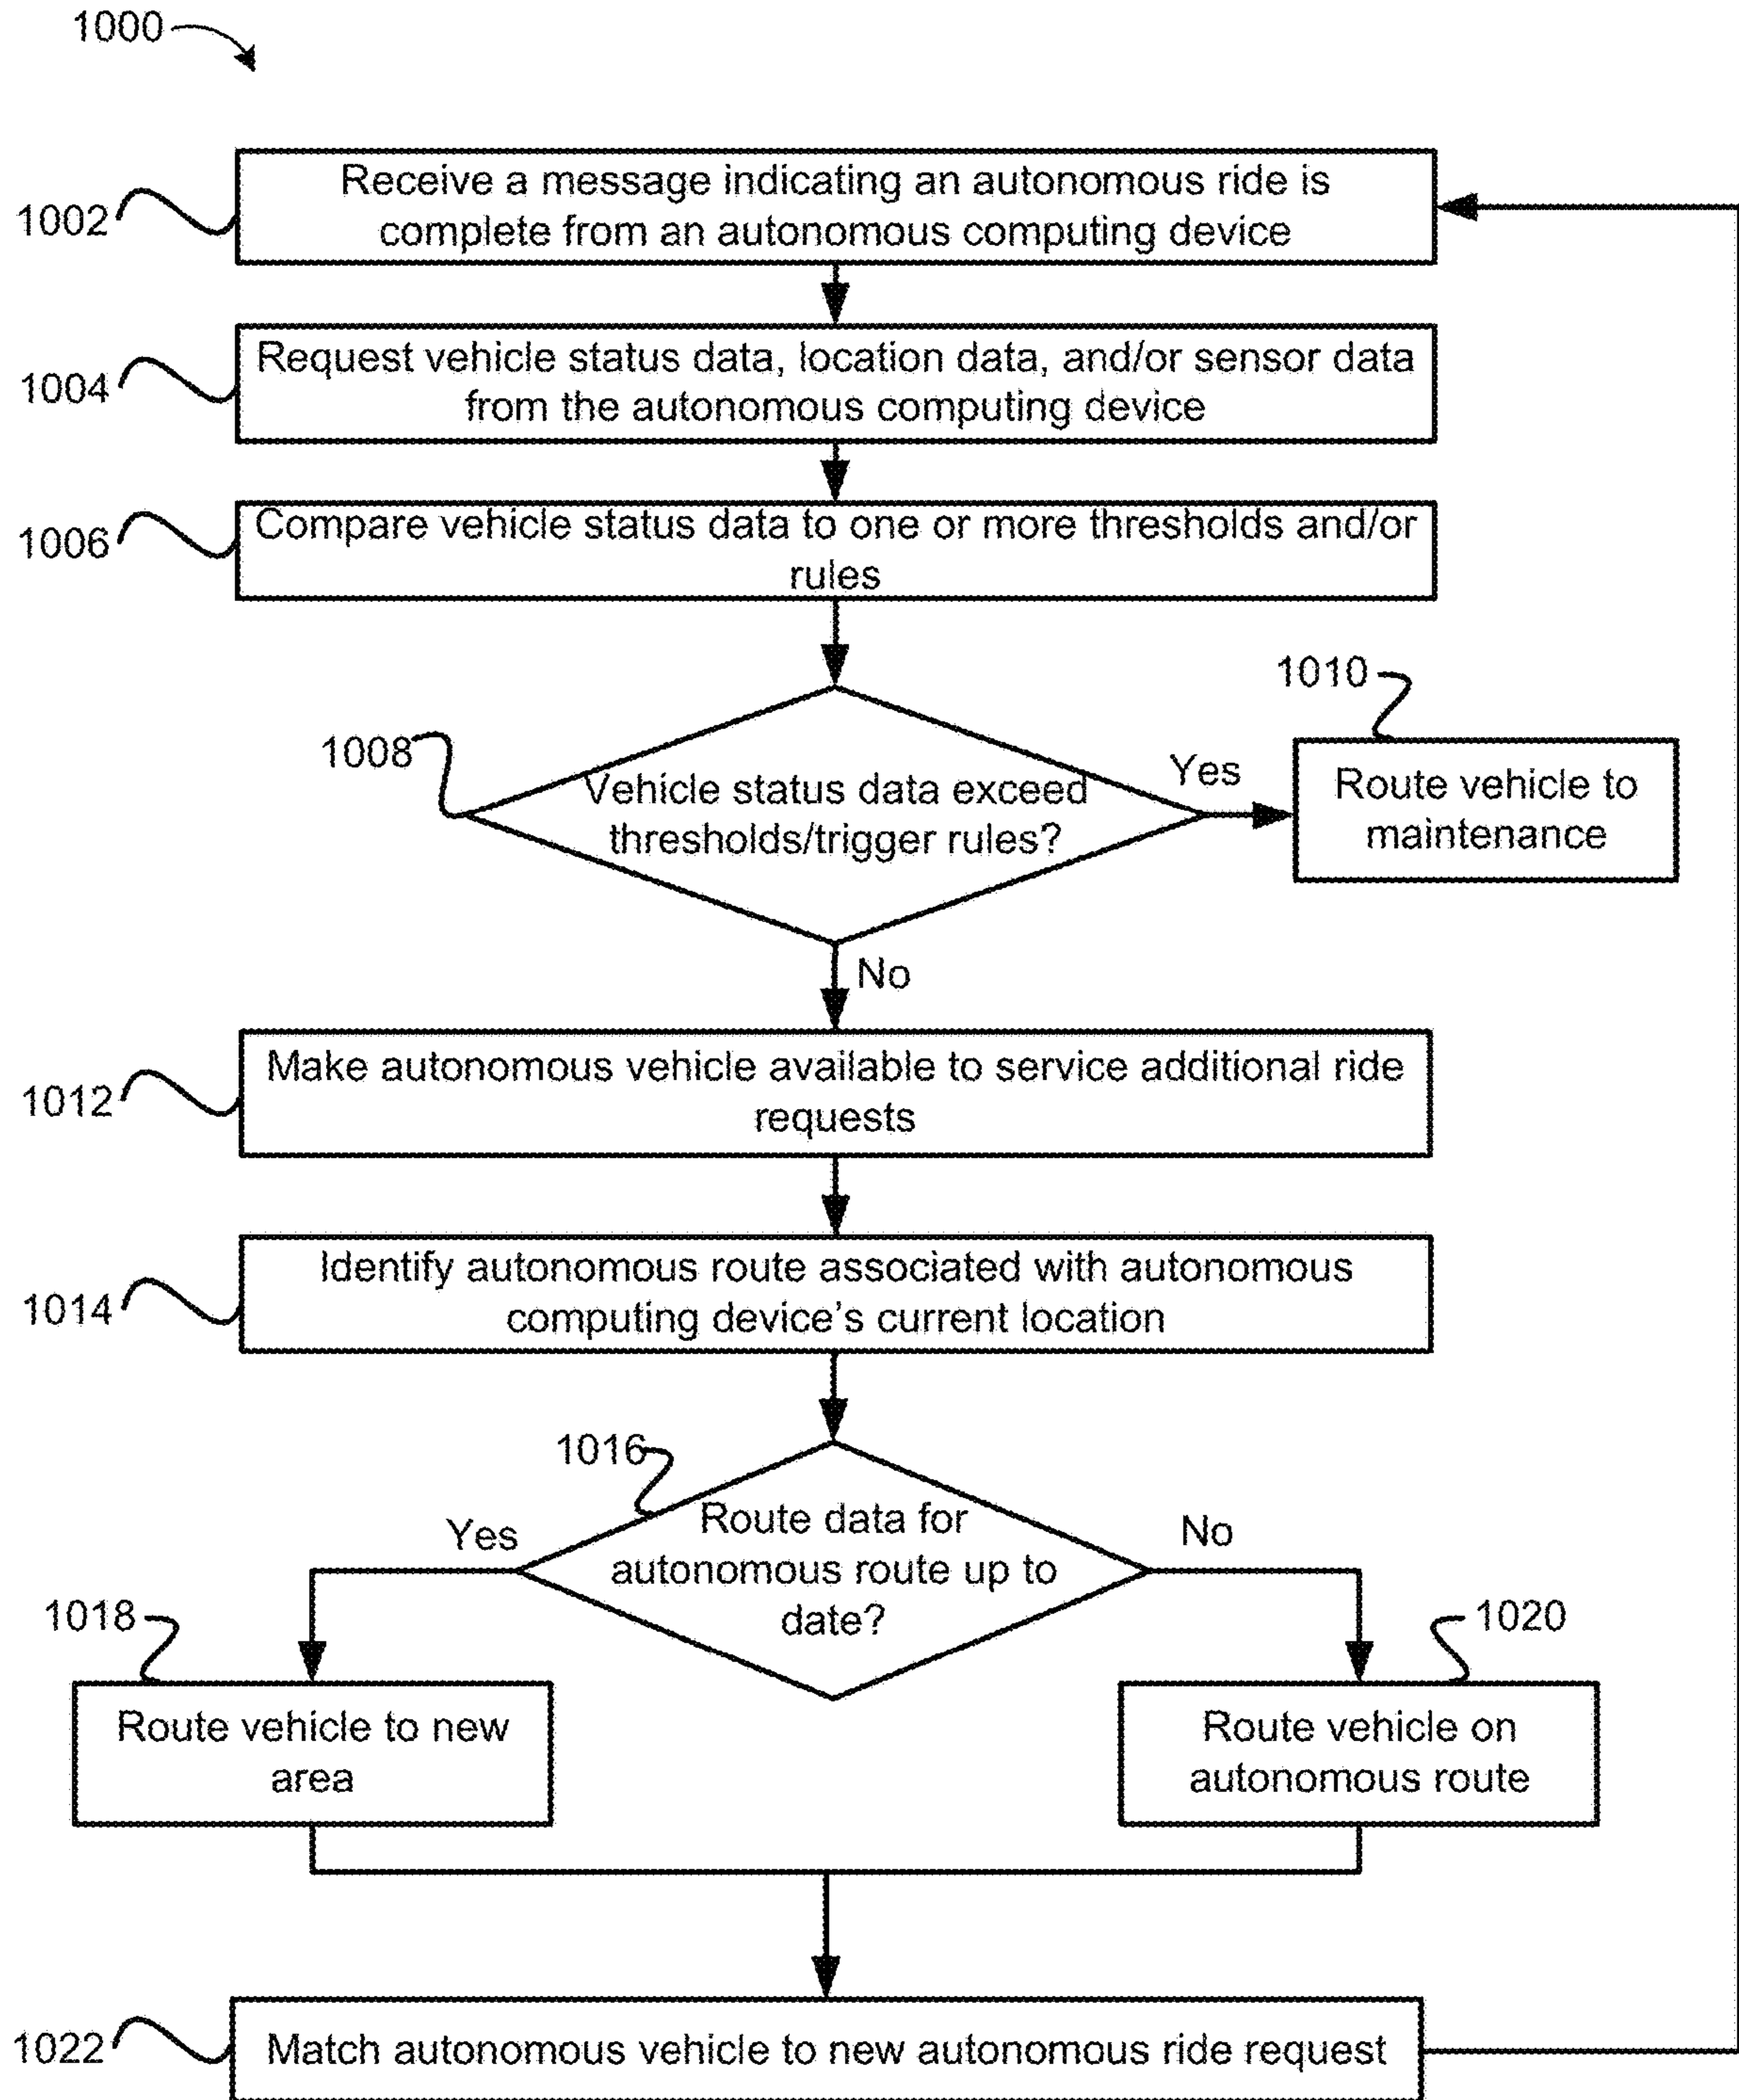 1000
Receive a message indicating an autonomous ride is
complete from an autonomous computing device
1002
Request vehicle status data, location data, and/or sensor data
from the autonomous computing device
1004
Compare vehicle status data to one or more thresholds and/or
rules
1006
1010
1008
Vehicle status data exceed
thresholds/trigger rules?
Yes
Route vehicle to
maintenance
No
Make autonomous vehicle available to service additional ride
requests
1012
Identify autonomous route associated with autonomous
computing device's current location
1014
1016
Route data for
autonomous route up to
date?
Yes
No
1018
1020
Route vehicle to new
area
Route vehicle on
autonomous route
1022
Match autonomous vehicle to new autonomous ride request